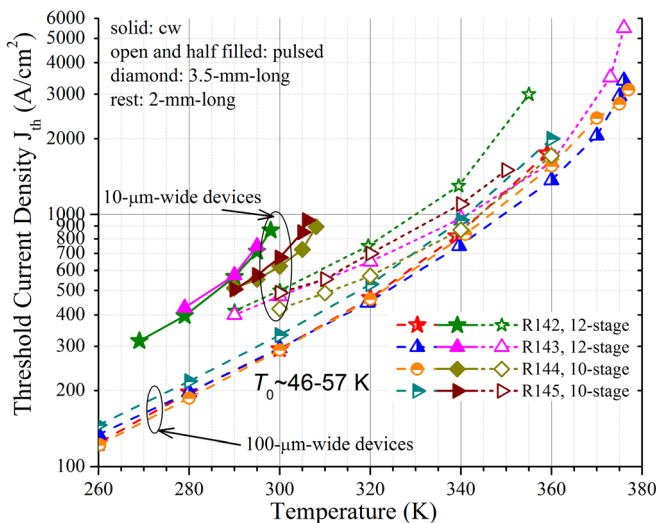 6000
5000
4000
3000
2000
1000
900
800
700
600
500
400
300
200
100
Threshold Current Density J_th (A/cm²)
solid: cw
open and half filled: pulsed
diamond: 3.5-mm-long
rest: 2-mm-long
10-μm-wide devices
R142, 12-stage
R143, 12-stage
R144, 10-stage
R145, 10-stage
T₀~46-57 K
100-μm-wide devices
260 280 300 320 340 360 380
Temperature (K)